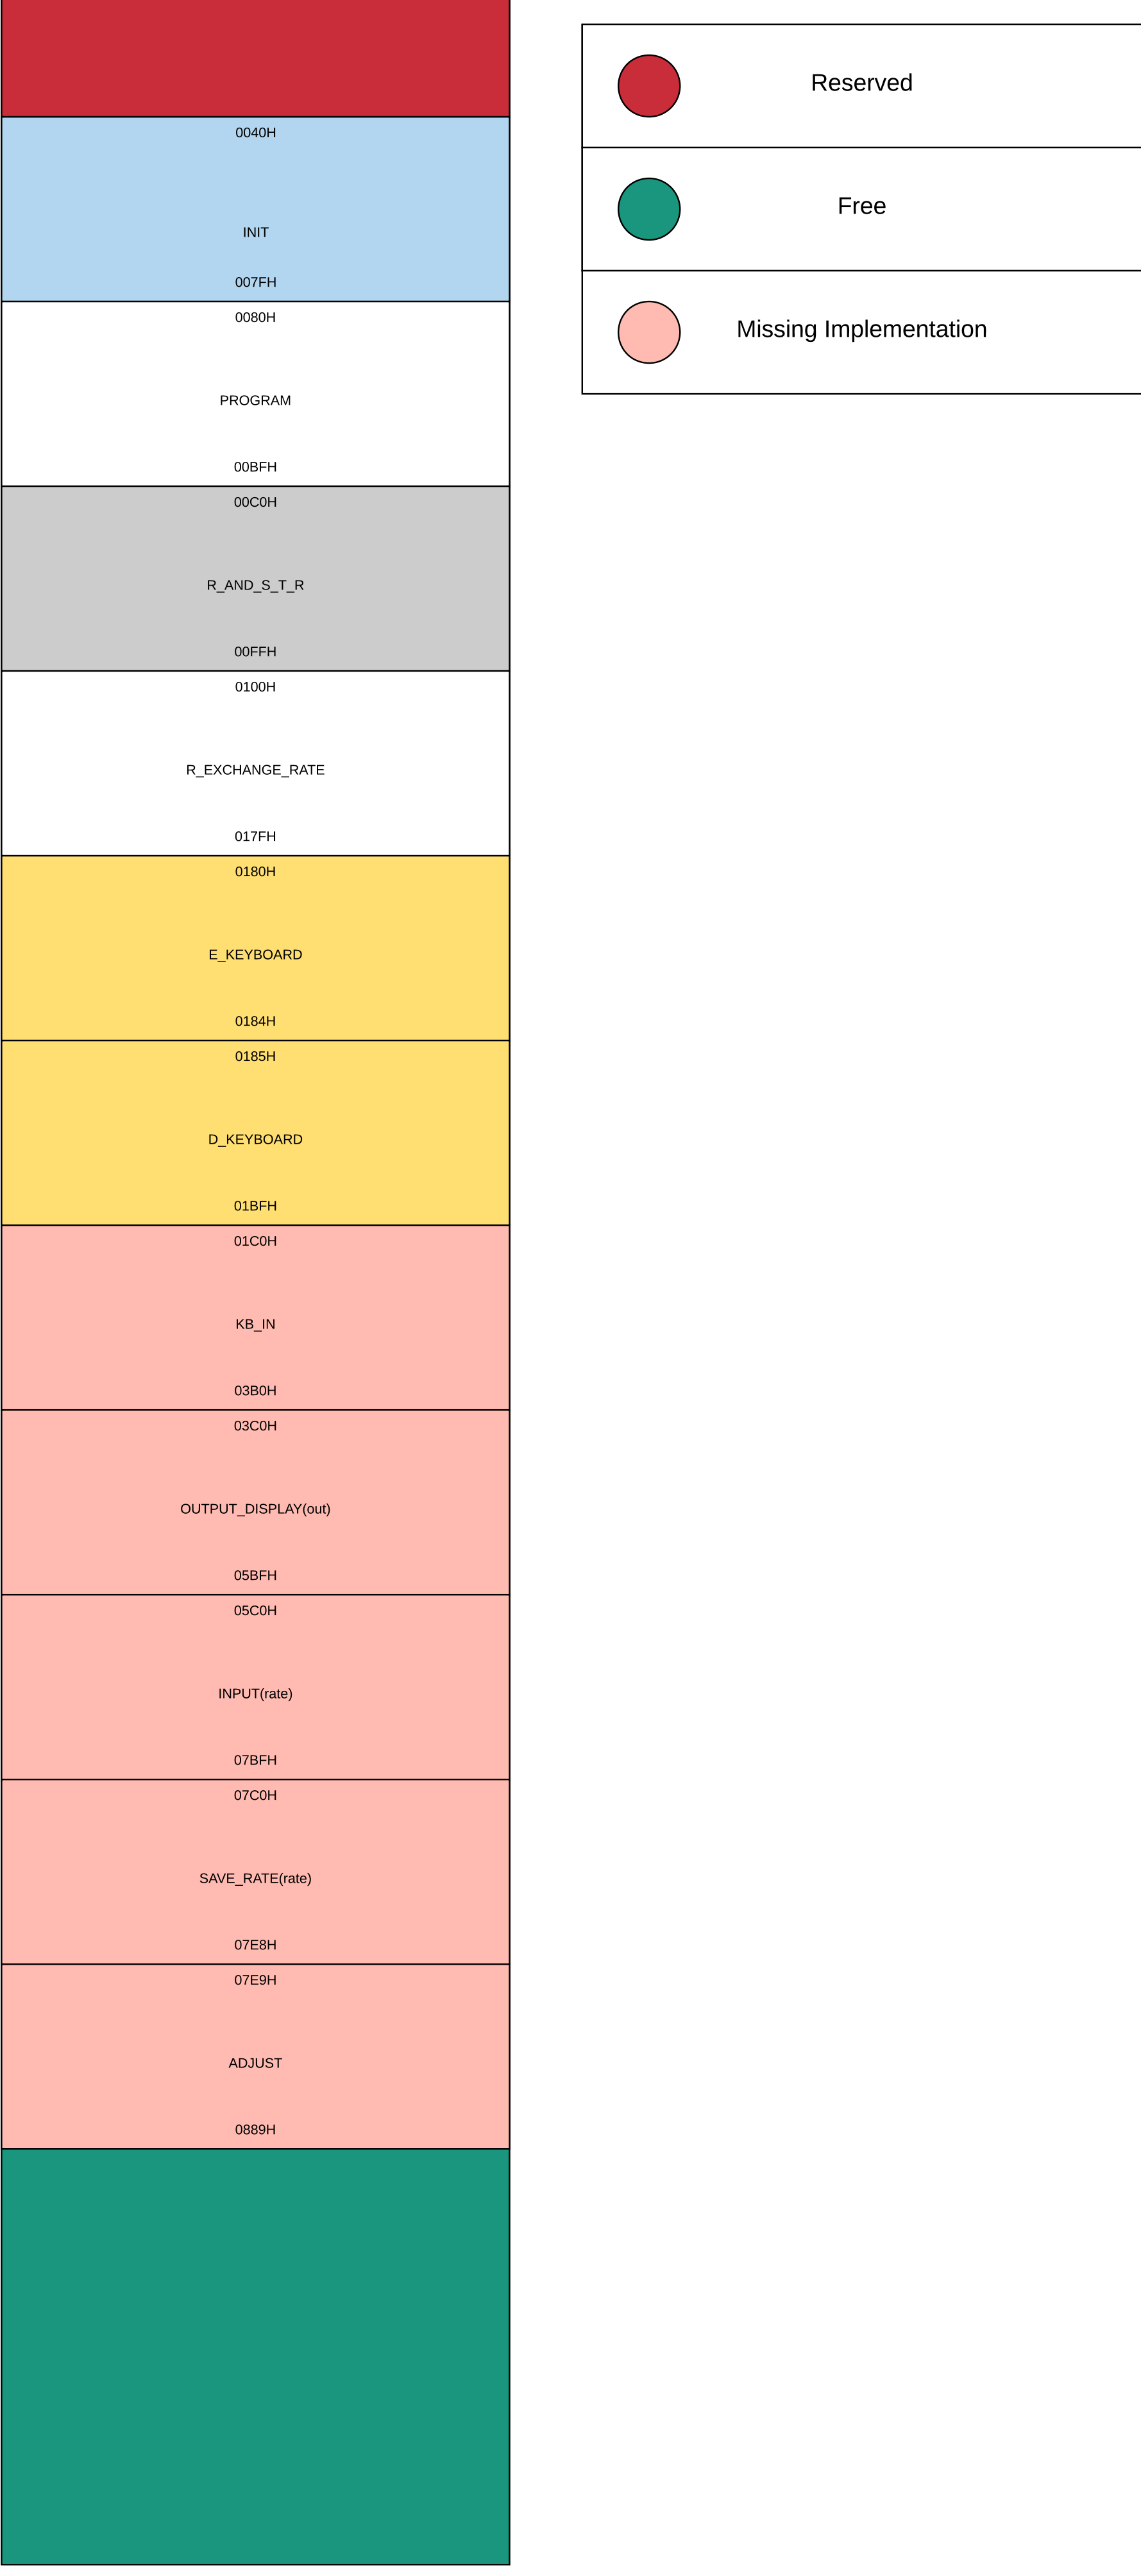 0040H
INIT
007FH
0080H
PROGRAM
00BFH
00C0H
R_AND_S_T_R
00FFH
0100H
R_EXCHANGE_RATE
017FH
0180H
E_KEYBOARD
0184H
0185H
D_KEYBOARD
01BFH
01C0H
KB_IN
03B0H
03C0H
OUTPUT_DISPLAY(out)
05BFH
05C0H
INPUT(rate)
07BFH
07C0H
SAVE_RATE(rate)
07E8H
07E9H
ADJUST
0889H
Reserved
Free
Missing Implementation